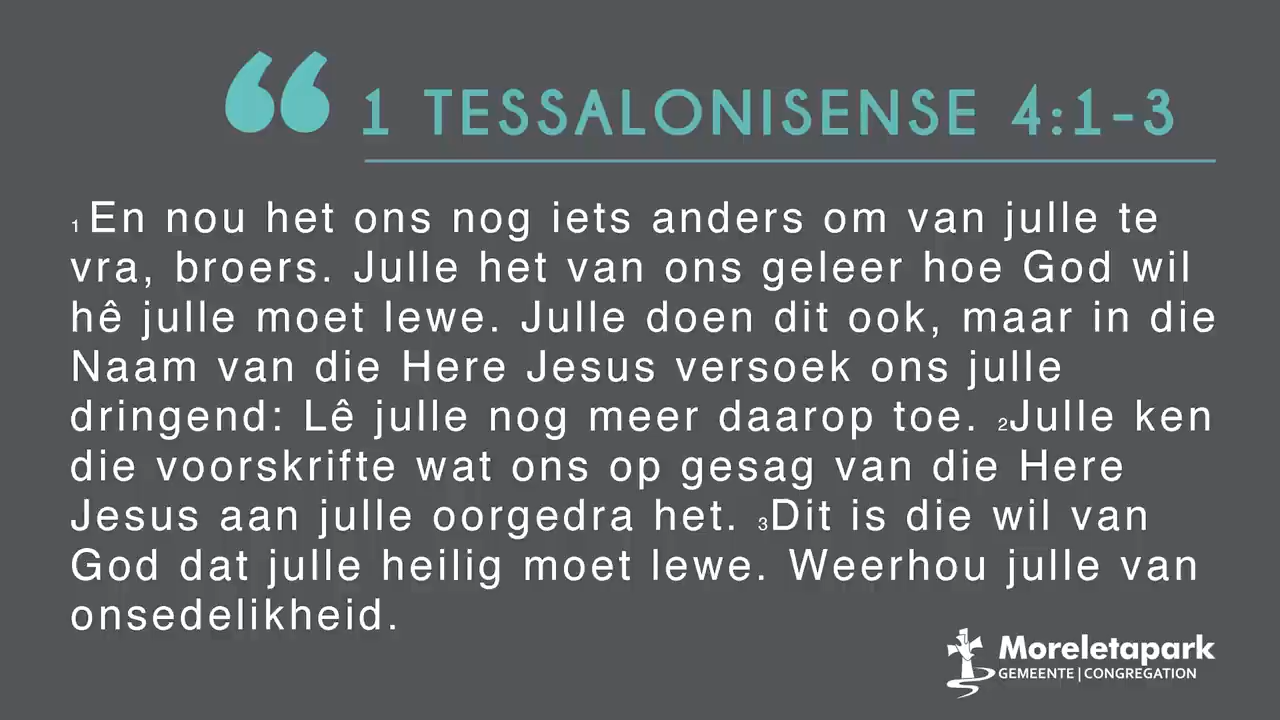 “ 1 TESSALONISENSE 4:1-3
1 En nou het ons nog iets anders om van julle te
vra, broers. Julle het van ons geleer hoe God wil
hê julle moet lewe. Julle doen dit ook, maar in die
Naam van die Here Jesus versoek ons julle
dringend: Lê julle nog meer daarop toe. 2Julle ken
die voorskrifte wat ons op gesag van die Here
Jesus aan julle oorgedra het. 3Dit is die wil van
God dat julle heilig moet lewe. Weerhou julle van
onsedelikheid.
Moreletapark
GEMEENTE | CONGREGATION